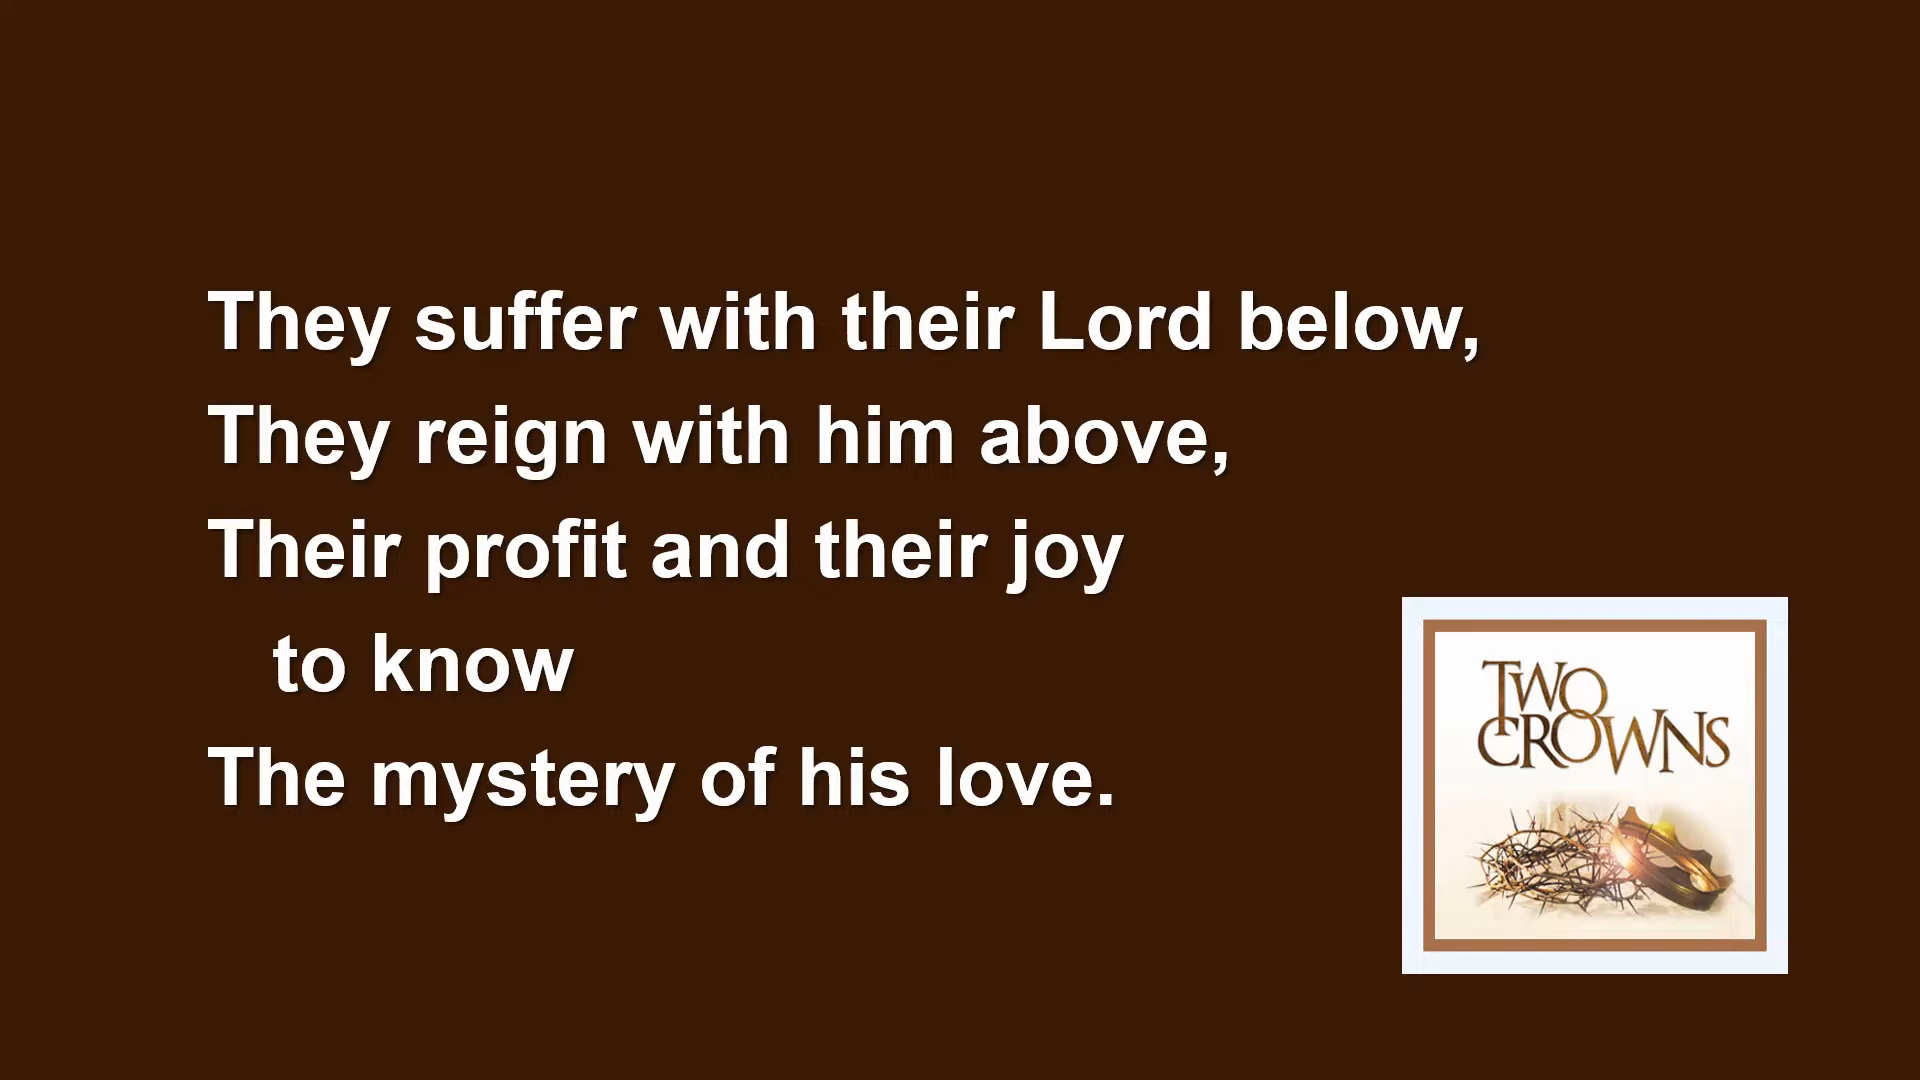 They suffer with their Lord below,
They reign with him above,
Their profit and their joy
to know
The mystery of his love.
TWO
CROWNS